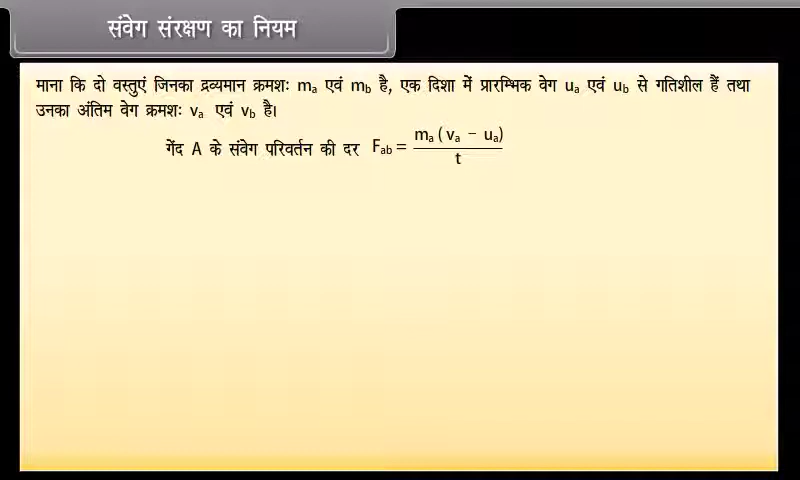 संवेग संरक्षण का नियम
माना कि दो वस्तुएं जिनका द्रव्यमान क्रमशः mₐ एवं m_b है, एक दिशा में प्रारम्भिक वेग uₐ एवं u_b से गतिशील हैं तथा
उनका अंतिम वेग क्रमशः vₐ एवं v_b है।
गेंद A के संवेग परिवर्तन की दर F_ab = mₐ(vₐ − uₐ) / t